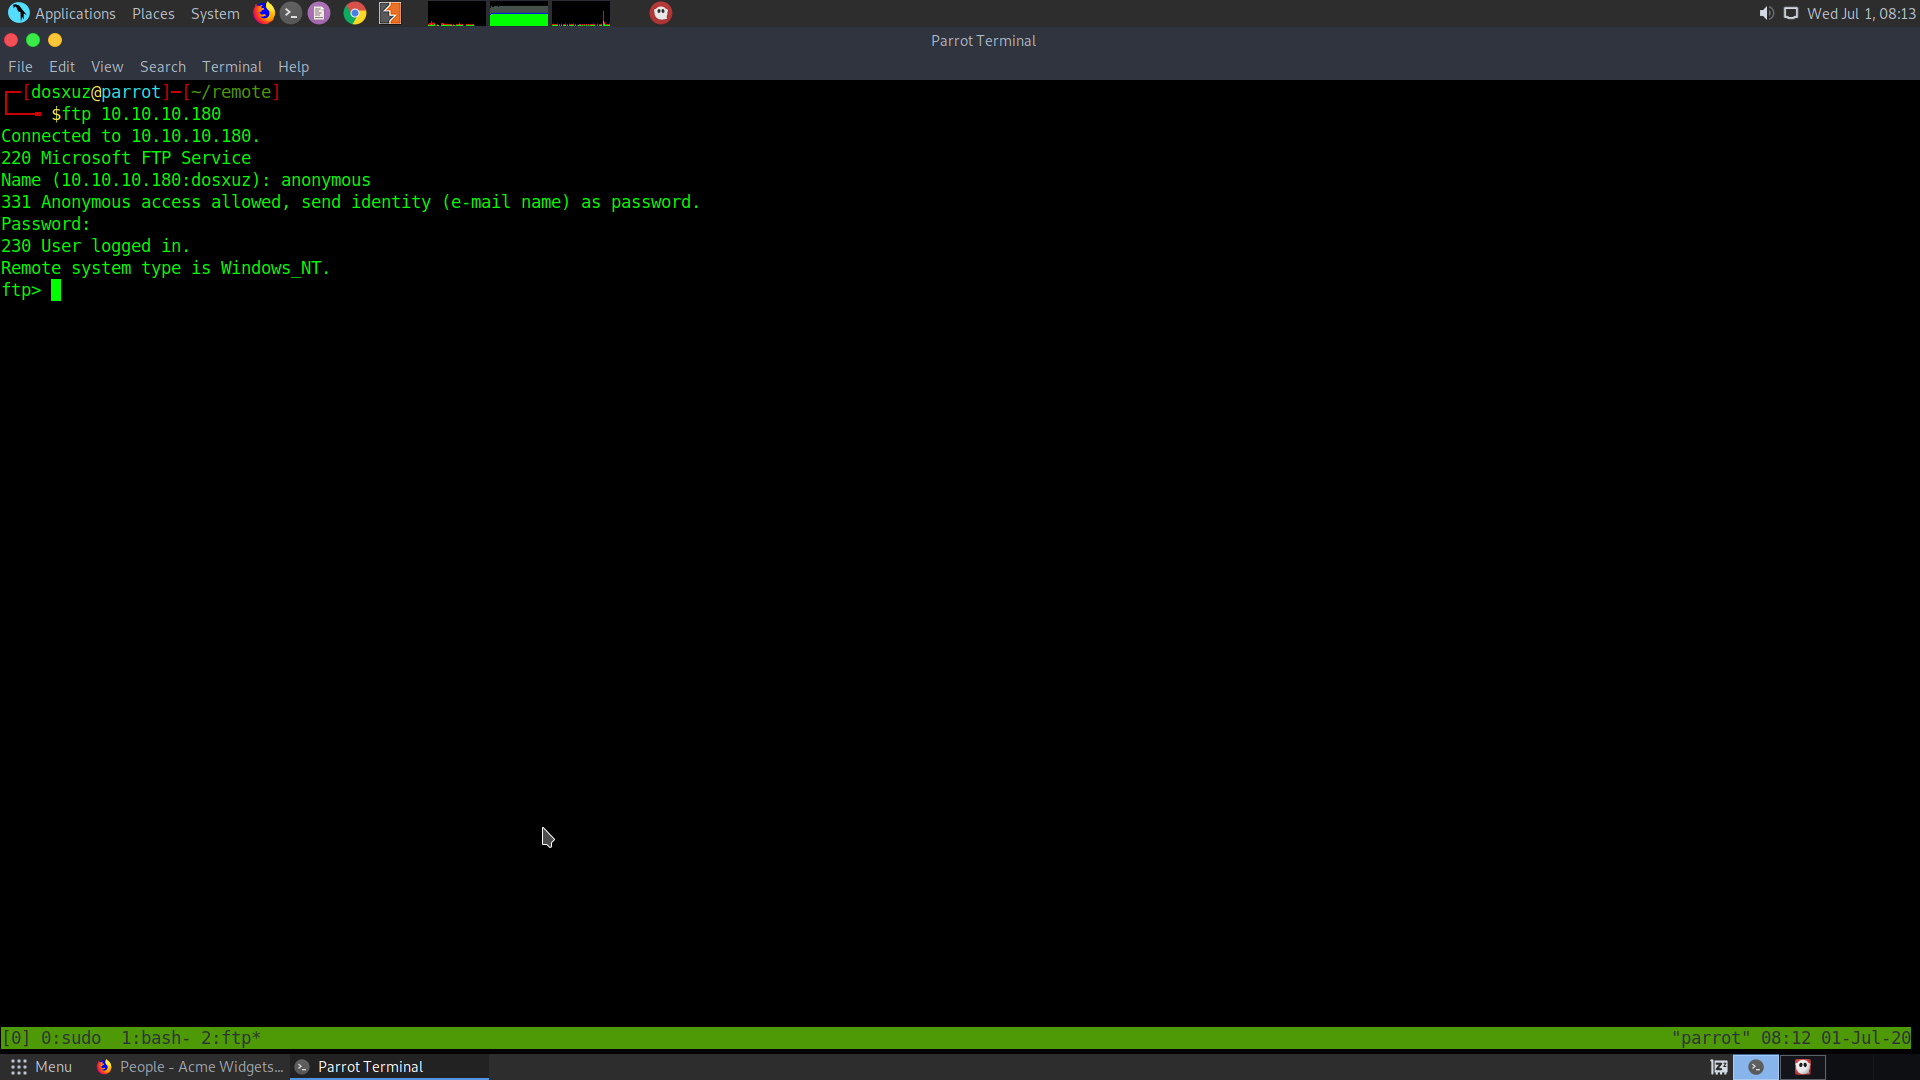 Applications Places System Wed Jul 1, 08:13
Parrot Terminal
File Edit View Search Terminal Help
[dosxuz@parrot]-[~/remote]
$ftp 10.10.10.180
Connected to 10.10.10.180.
220 Microsoft FTP Service
Name (10.10.10.180:dosxuz): anonymous
331 Anonymous access allowed, send identity (e-mail name) as password.
Password:
230 User logged in.
Remote system type is Windows_NT.
ftp>
[0] 0:sudo 1:bash- 2:ftp* "parrot" 08:12 01-Jul-20
Menu People - Acme Widgets... Parrot Terminal